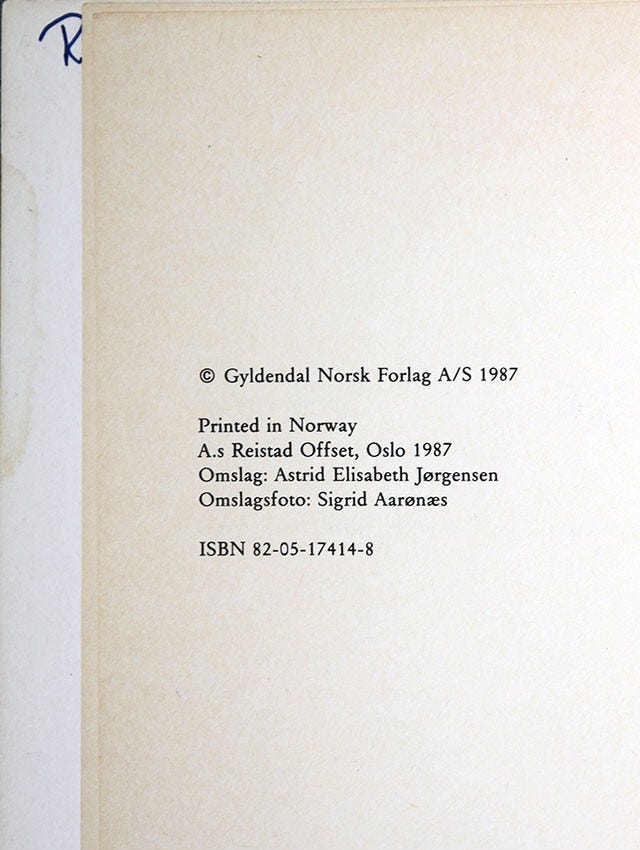 R
© Gyldendal Norsk Forlag A/S 1987
Printed in Norway
A.s Reistad Offset, Oslo 1987
Omslag: Astrid Elisabeth Jørgensen
Omslagsfoto: Sigrid Aarønæs
ISBN 82-05-17414-8